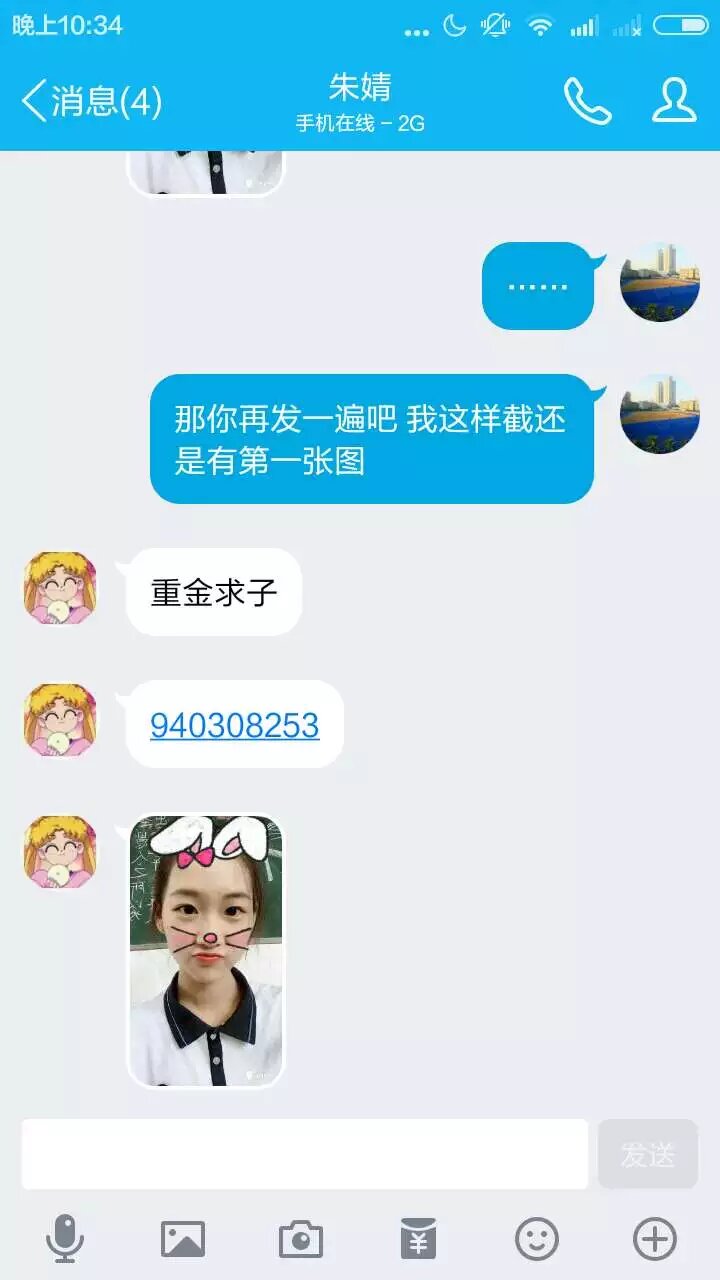 晚上10:34
消息(4)
朱婧
手机在线 – 2G
……
那你再发一遍吧 我这样截还
是有第一张图
重金求子
940308253
发送